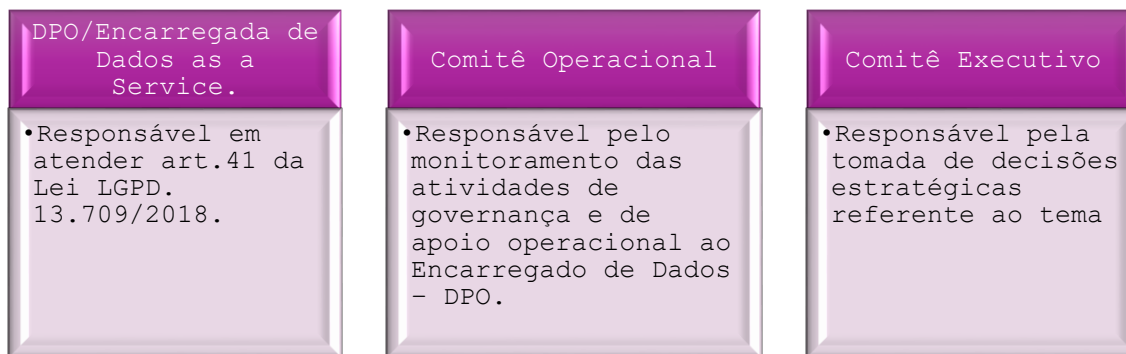 DPO/Encarregada de
Dados as a
Service.
•Responsável em
atender art.41 da
Lei LGPD.
13.709/2018.
Comitê Operacional
•Responsável pelo
monitoramento das
atividades de
governança e de
apoio operacional ao
Encarregado de Dados
– DPO.
Comitê Executivo
•Responsável pela
tomada de decisões
estratégicas
referente ao tema